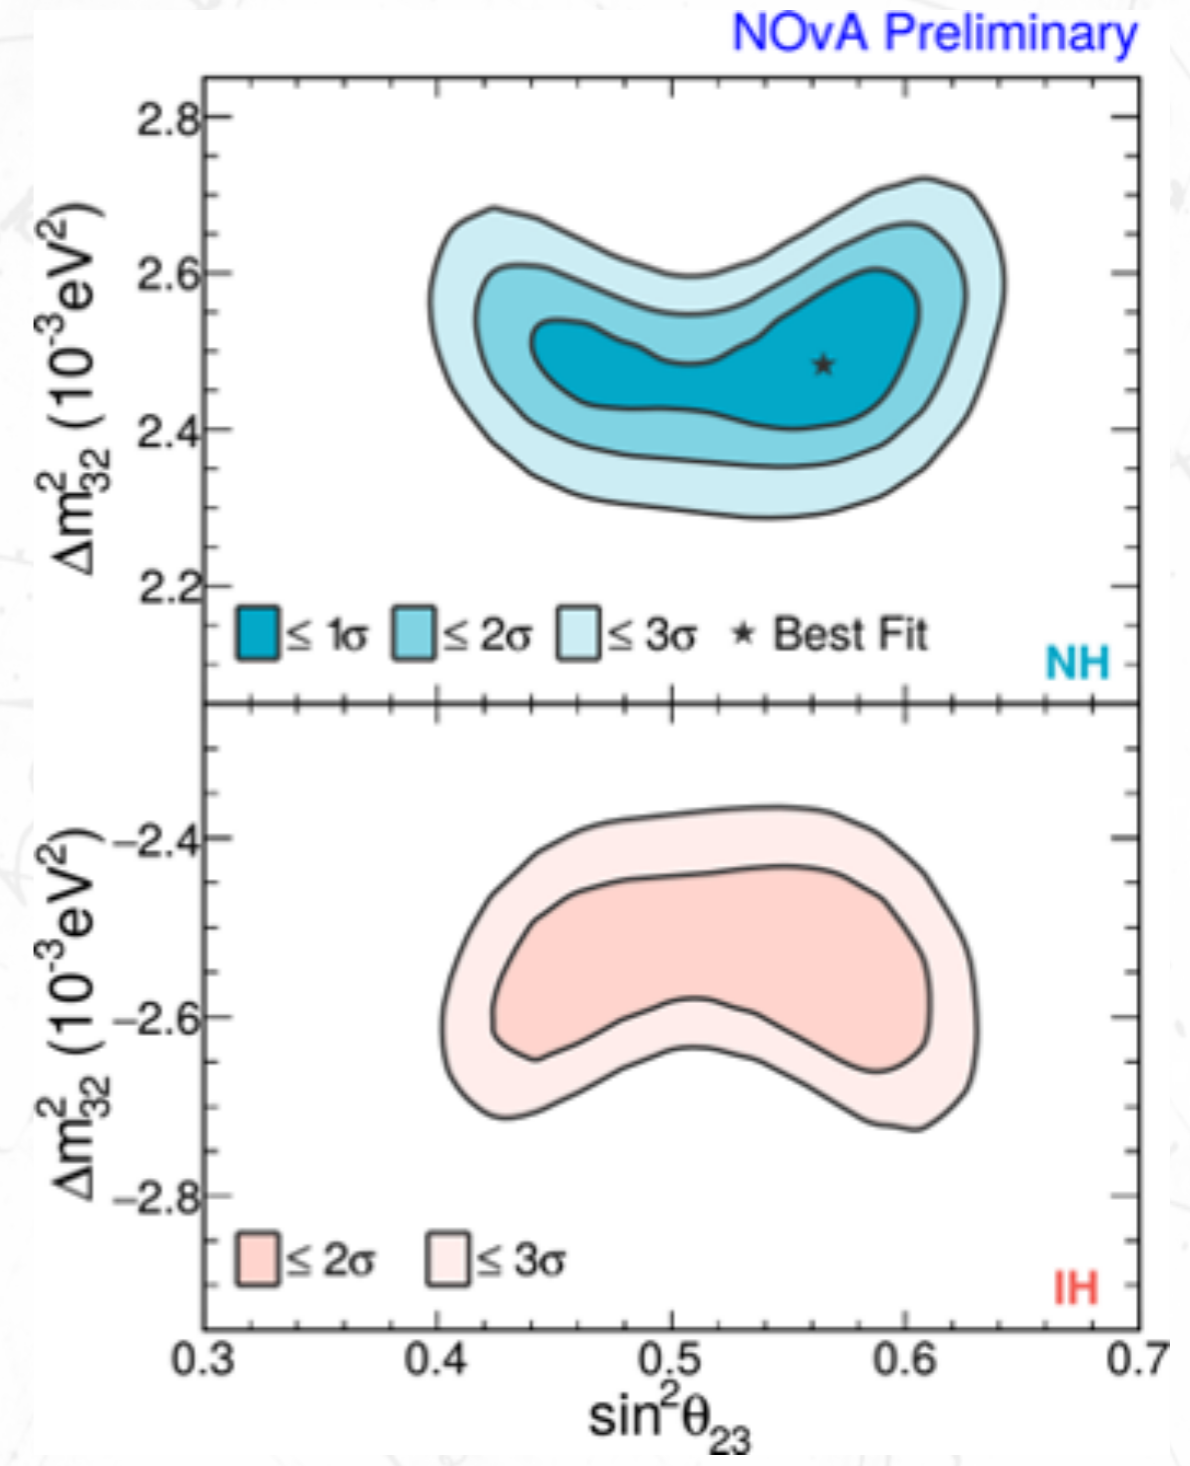 NOvA Preliminary
2.8
2.6
2.4
2.2
Δm²₃₂ (10⁻³eV²)
≤ 1σ ≤ 2σ ≤ 3σ ★ Best Fit
NH
−2.4
−2.6
−2.8
Δm²₃₂ (10⁻³eV²)
≤ 2σ ≤ 3σ
IH
0.3 0.4 0.5 0.6 0.7
sin²θ₂₃